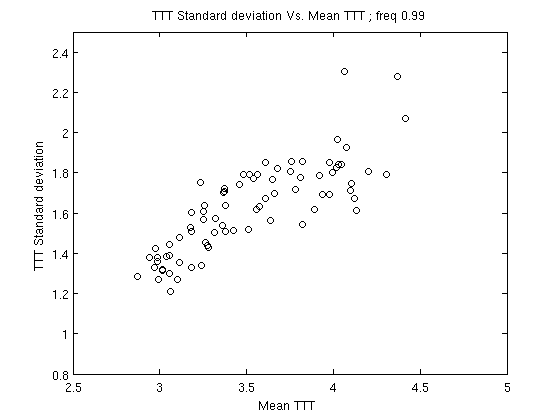 TTT Standard deviation Vs. Mean TTT ; freq 0.99
2.4
2.2
2
1.8
1.6
1.4
1.2
1
0.8
TTT Standard deviation
2.5 3 3.5 4 4.5 5
Mean TTT